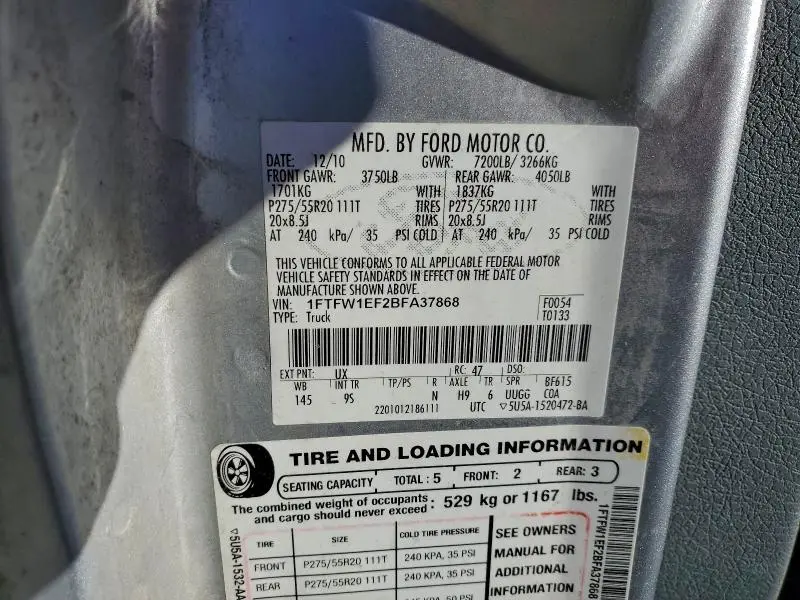 MFD. BY FORD MOTOR CO.
DATE: 12/10 GVWR: 7200LB/ 3266KG
FRONT GAWR: 3750LB REAR GAWR: 4050LB
1701KG WITH 1837KG WITH
P275/55R20 111T TIRES P275/55R20 111T TIRES
20x8.5J RIMS 20x8.5J RIMS
AT 240 kPa/ 35 PSI COLD AT 240 kPa/ 35 PSI COLD
THIS VEHICLE CONFORMS TO ALL APPLICABLE FEDERAL MOTOR
VEHICLE SAFETY STANDARDS IN EFFECT ON THE DATE OF
MANUFACTURE SHOWN ABOVE.
VIN: 1FTFW1EF2BFA37868 F0054
TYPE: Truck T0133
EXT PNT: UX RC: 47 DSO:
WB INT TR TP/PS R AXLE TR SPR BF615
145 9S N H9 6 UUGG COA
2201012186111 UTC ▽5U5A-1520472-BA
TIRE AND LOADING INFORMATION
SEATING CAPACITY TOTAL : 5 FRONT: 2 REAR: 3
The combined weight of occupants and cargo should never exceed : 529 kg or 1167 lbs.
TIRE SIZE COLD TIRE PRESSURE
FRONT P275/55R20 111T 240 KPA, 35 PSI
REAR P275/55R20 111T 240 KPA, 35 PSI
SEE OWNERS
MANUAL FOR
ADDITIONAL
INFORMATION
▽5U5A-1532-AA
1FTFW1EF2BFA37868